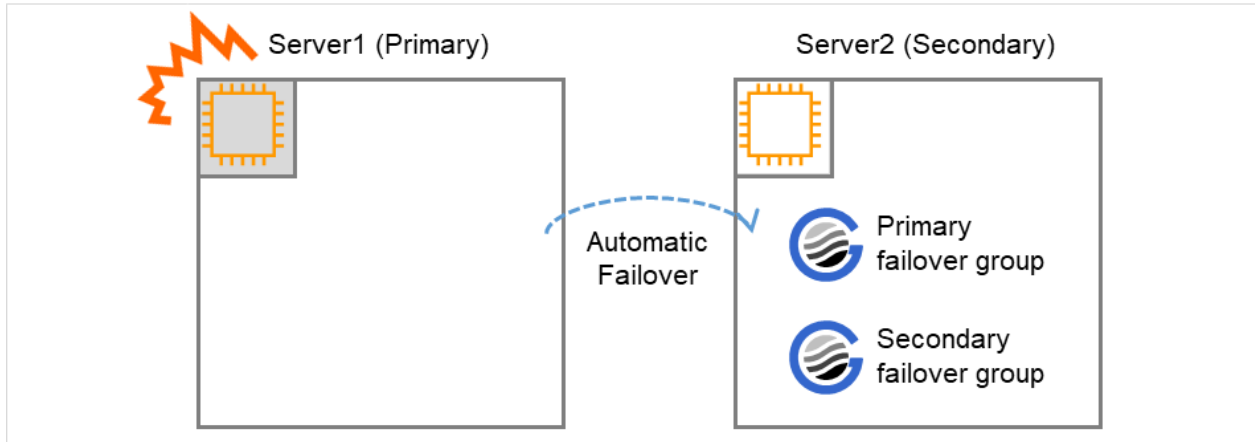 Server1 (Primary)
Server2 (Secondary)
Automatic
Failover
Primary
failover group
Secondary
failover group